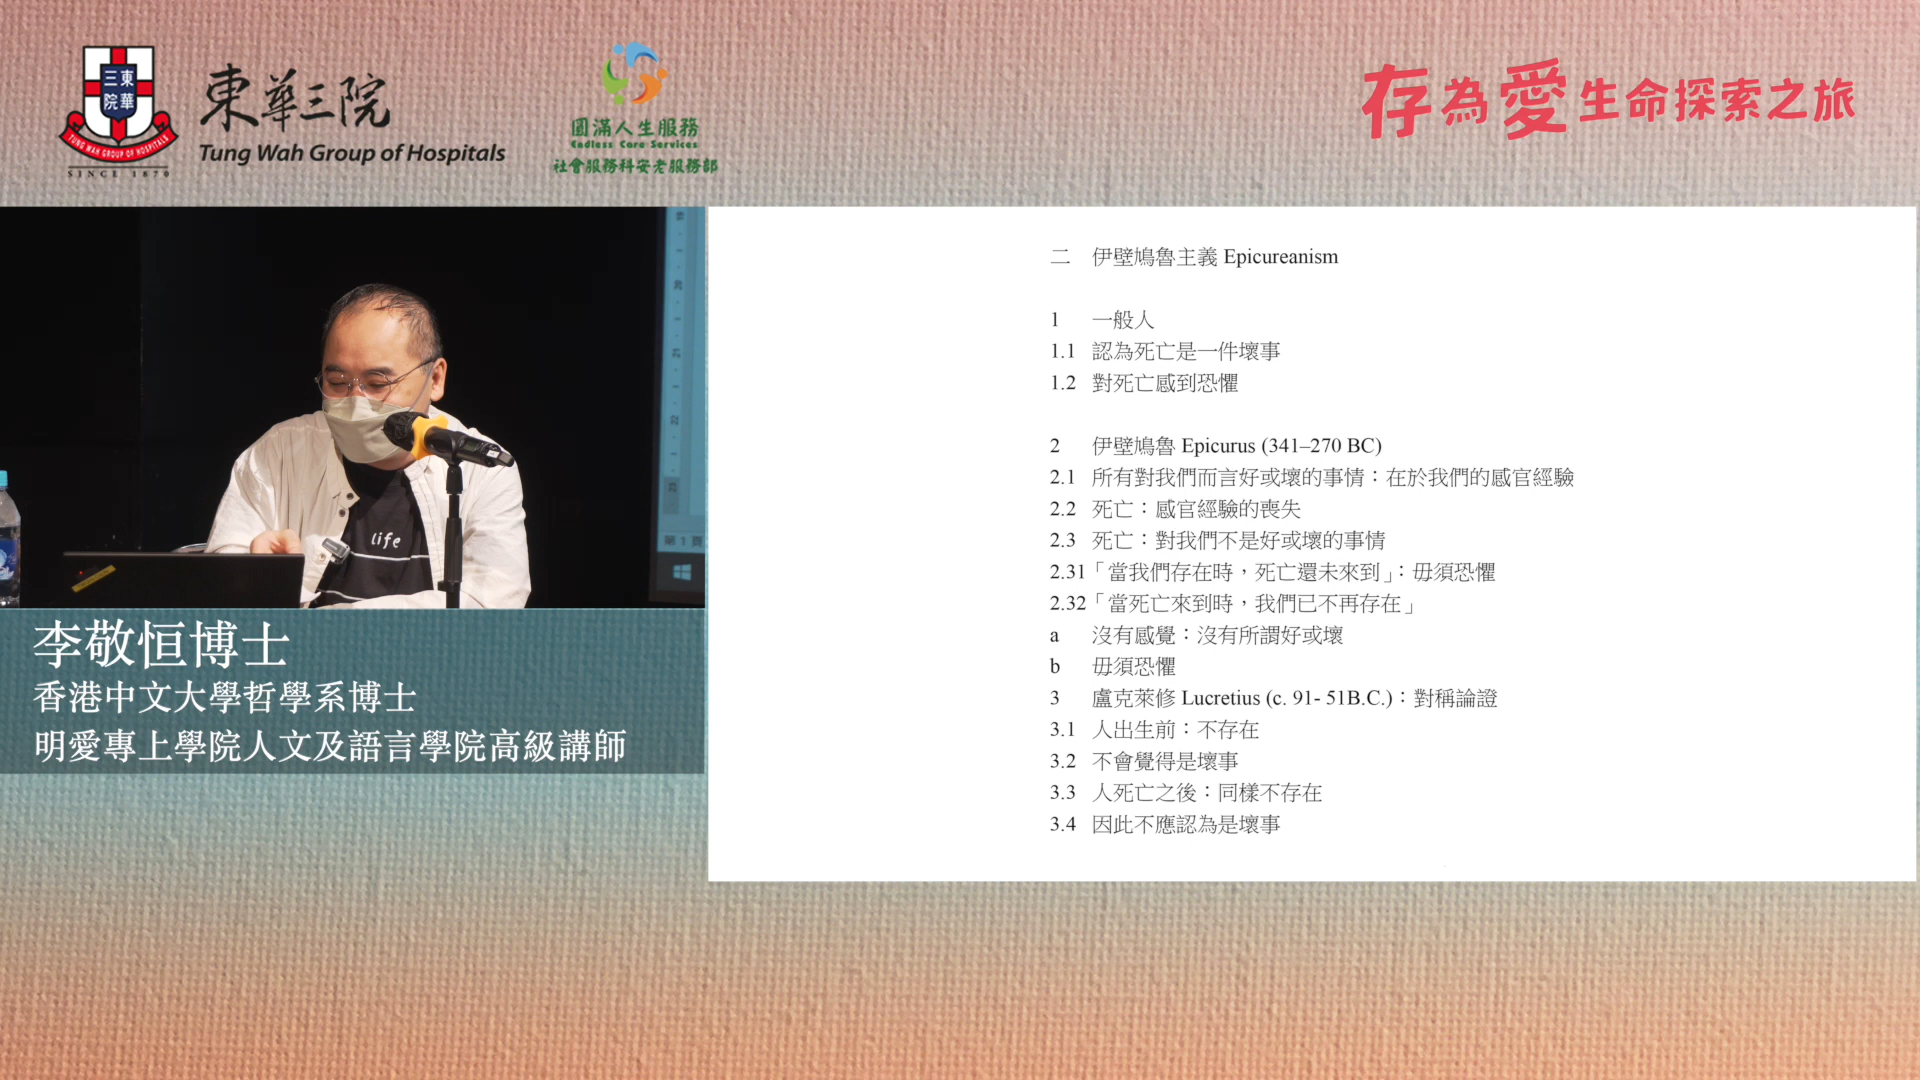 三東
院華
TUNG WAH GROUP OF HOSPITALS
SINCE 1870
東華三院
Tung Wah Group of Hospitals
圓滿人生服務
Endless Care Services
社會服務科安老服務部
存為愛生命探索之旅
life
第1頁
李敬恒博士
香港中文大學哲學系博士
明愛專上學院人文及語言學院高級講師
二 伊壁鳩魯主義 Epicureanism
1 一般人
1.1 認為死亡是一件壞事
1.2 對死亡感到恐懼
2 伊壁鳩魯 Epicurus (341–270 BC)
2.1 所有對我們而言好或壞的事情：在於我們的感官經驗
2.2 死亡：感官經驗的喪失
2.3 死亡：對我們不是好或壞的事情
2.31「當我們存在時，死亡還未來到」：毋須恐懼
2.32「當死亡來到時，我們已不再存在」
a 沒有感覺：沒有所謂好或壞
b 毋須恐懼
3 盧克萊修 Lucretius (c. 91- 51B.C.)：對稱論證
3.1 人出生前：不存在
3.2 不會覺得是壞事
3.3 人死亡之後：同樣不存在
3.4 因此不應認為是壞事